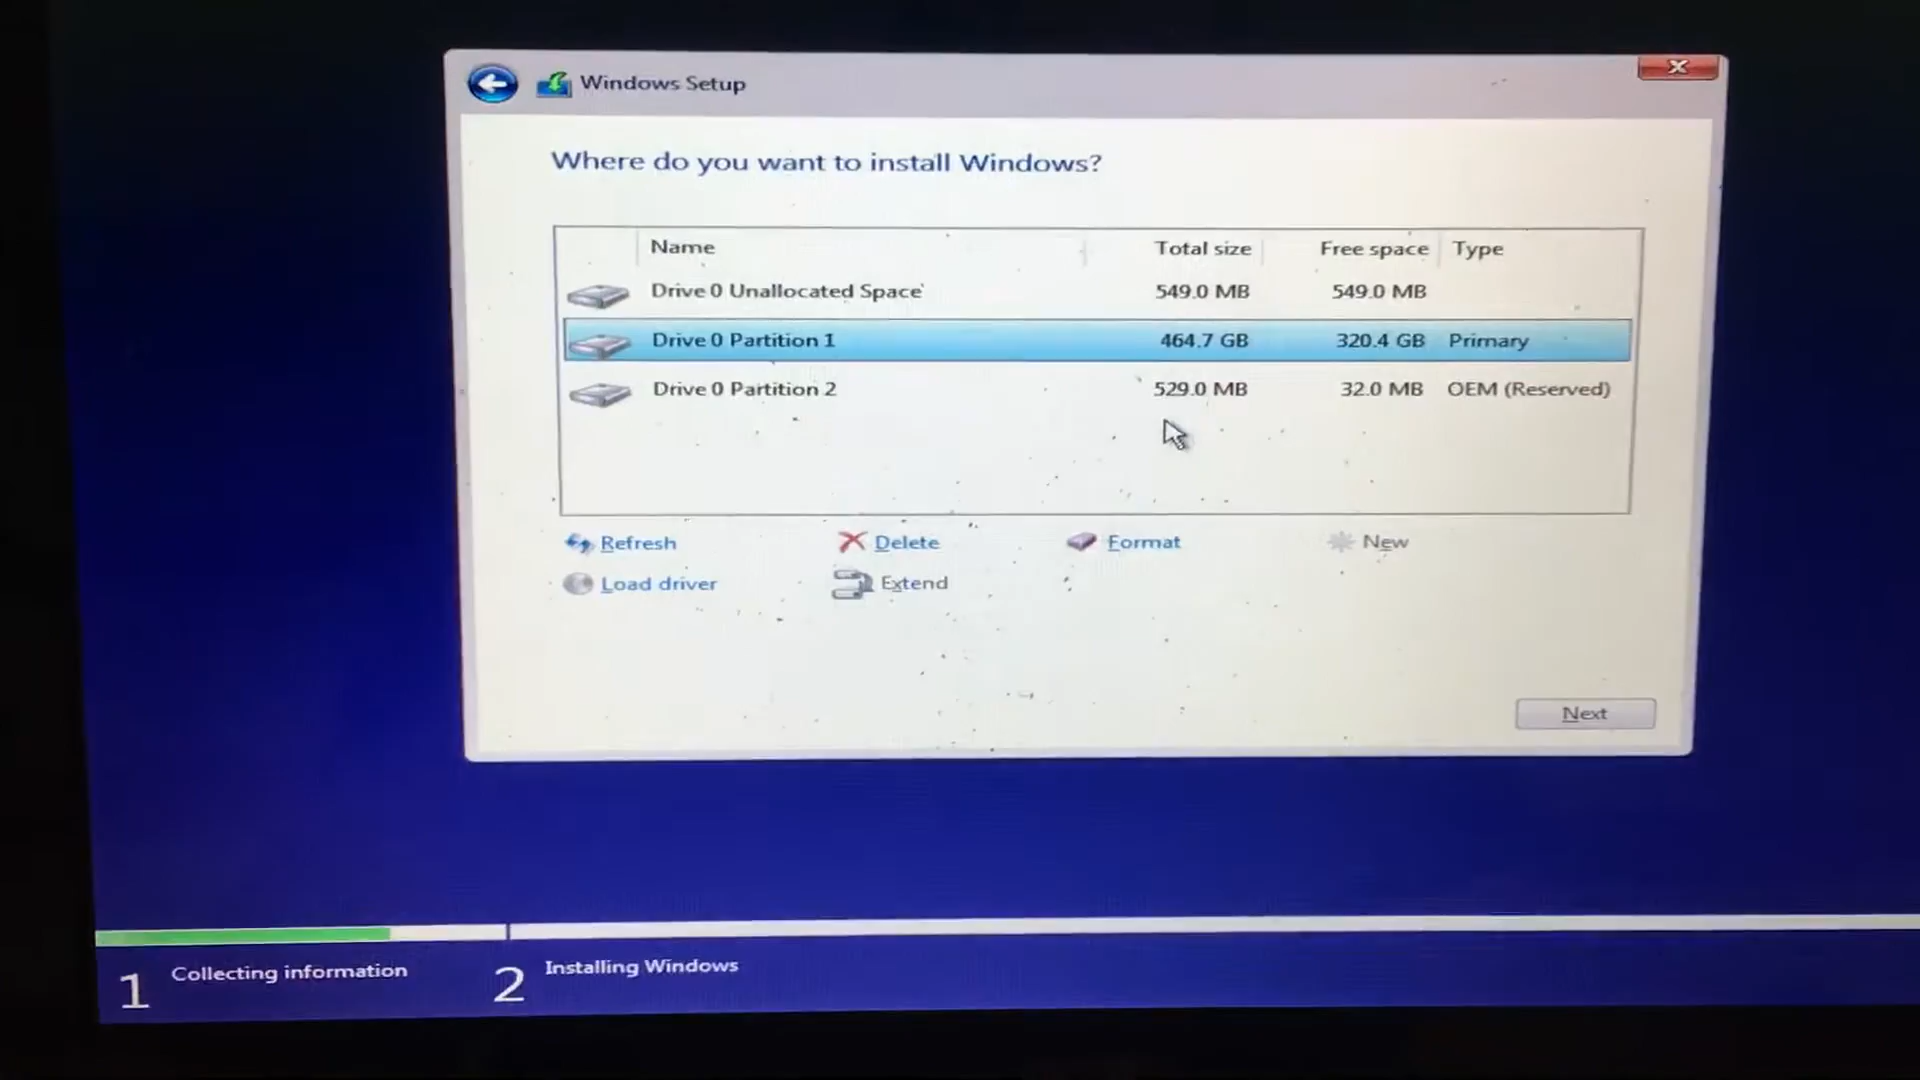 Windows Setup
Where do you want to install Windows?
Name Total size Free space Type
Drive 0 Unallocated Space 549.0 MB 549.0 MB
Drive 0 Partition 1 464.7 GB 320.4 GB Primary
Drive 0 Partition 2 529.0 MB 32.0 MB OEM (Reserved)
Refresh Delete Format New
Load driver Extend
Next
1 Collecting information 2 Installing Windows